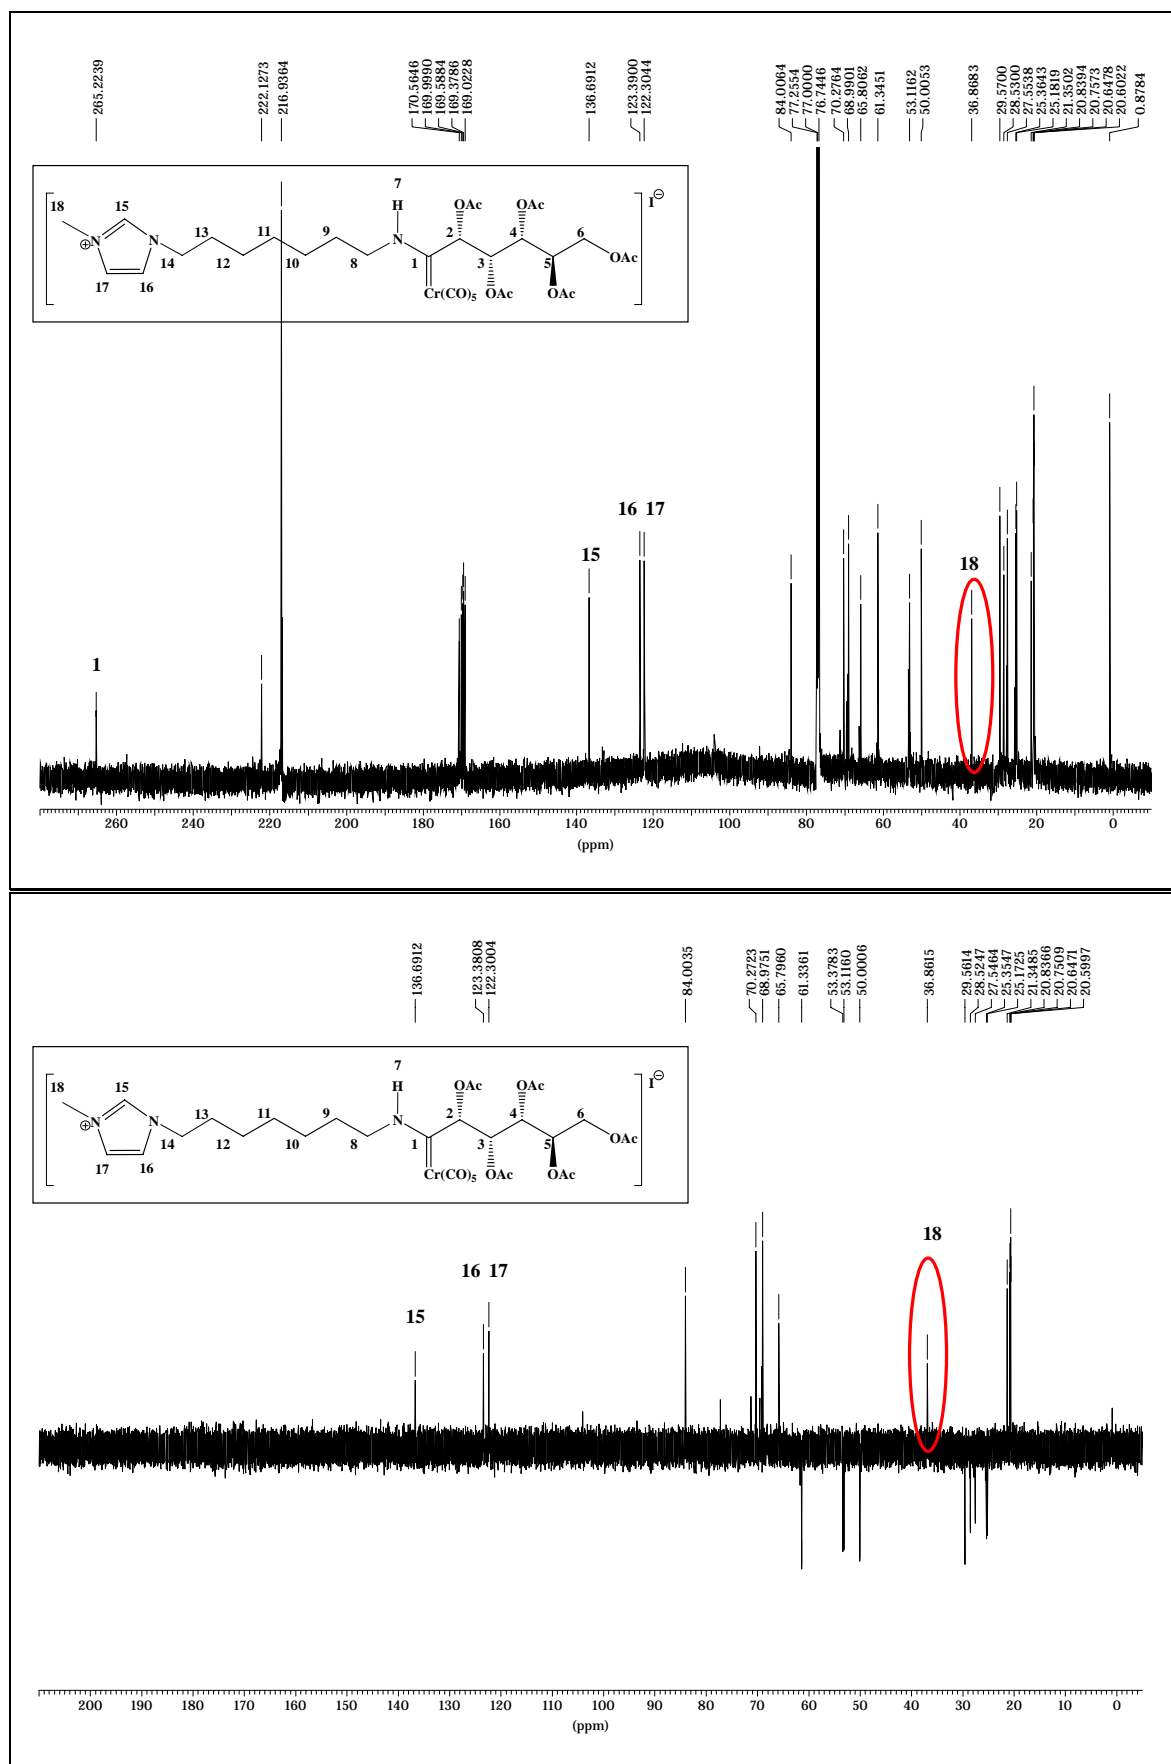 265.2239
222.1273
216.9364
170.5646
169.9990
169.5884
169.3786
169.0228
136.6912
123.3900
122.3044
84.0064
77.2554
77.0000
76.7446
70.2764
68.9901
65.8062
61.3451
53.1162
50.0053
36.8683
29.5700
28.5300
27.5538
25.3643
25.1819
21.3502
20.8394
20.7573
20.6478
20.6022
0.8784
7
H
OAc OAc
I⊖
18 15
N ⊕ N
13 11 9
N
2 4 6
14 12 10 8
1 3 5
OAc
17 16
Cr(CO)5
OAc OAc
16 17
15
18
1
260 240 220 200 180 160 140 120 100 80 60 40 20 0
(ppm)
136.6912
123.3808
122.3004
84.0035
70.2723
68.9751
65.7960
61.3361
53.3783
53.1160
50.0006
36.8615
29.5614
28.5247
27.5464
25.3547
25.1725
21.3485
20.8366
20.7509
20.6471
20.5997
7
H
OAc OAc
I⊖
18 15
N ⊕ N
13 11 9
N
2 4 6
14 12 10 8
1 3 5
OAc
17 16
Cr(CO)5
OAc OAc
18
16 17
15
200 190 180 170 160 150 140 130 120 110 100 90 80 70 60 50 40 30 20 10 0
(ppm)